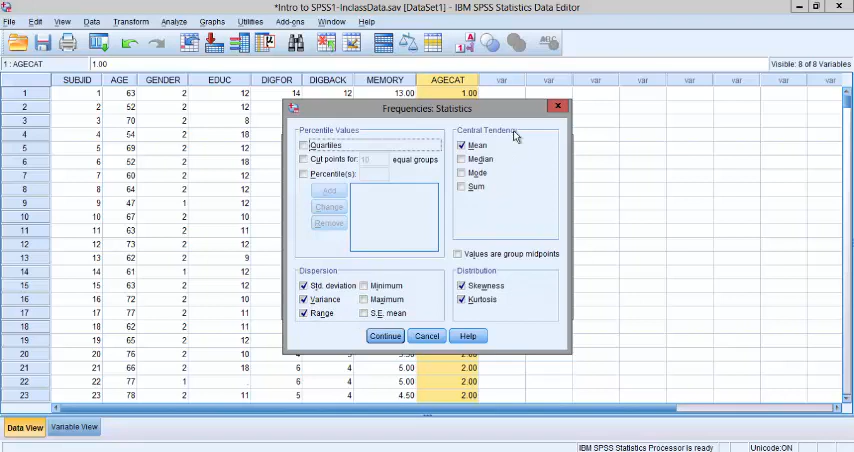 *Intro to SPSS1-InclassData.sav [DataSet1] - IBM SPSS Statistics Data Editor
File Edit View Data Transform Analyze Graphs Utilities Add-ons Window Help
1 : AGECAT 1.00 Visible: 8 of 8 Variables
SUBJID AGE GENDER EDUC DIGFOR DIGBACK MEMORY AGECAT var var var var var var var
1 1 63 2 12 14 12 13.00 1.00
2 2 52 2 12
3 3 70 2 8
4 4 54 2 18
5 5 69 2 12
6 6 52 2 18
7 7 60 2 12
8 8 64 2 12
9 9 47 1 12
10 10 67 2 10
11 11 63 2 11
12 12 73 2 12
13 13 62 2 9
14 14 61 1 12
15 15 65 2 12
16 16 72 2 10
17 17 77 2 11
18 18 62 2 11
19 19 65 2 12
20 20 76 2 10
21 21 66 2 18 6 4 5.00 2.00
22 22 77 1 . 6 4 5.00 2.00
23 23 78 2 11 5 4 4.50 2.00
Frequencies: Statistics
Percentile Values
Quartiles
Cut points for: 10 equal groups
Percentile(s):
Add
Change
Remove
Central Tendency
Mean
Median
Mode
Sum
Values are group midpoints
Dispersion
Std. deviation Minimum
Variance Maximum
Range S.E. mean
Distribution
Skewness
Kurtosis
Continue Cancel Help
Data View Variable View
IBM SPSS Statistics Processor is ready Unicode:ON